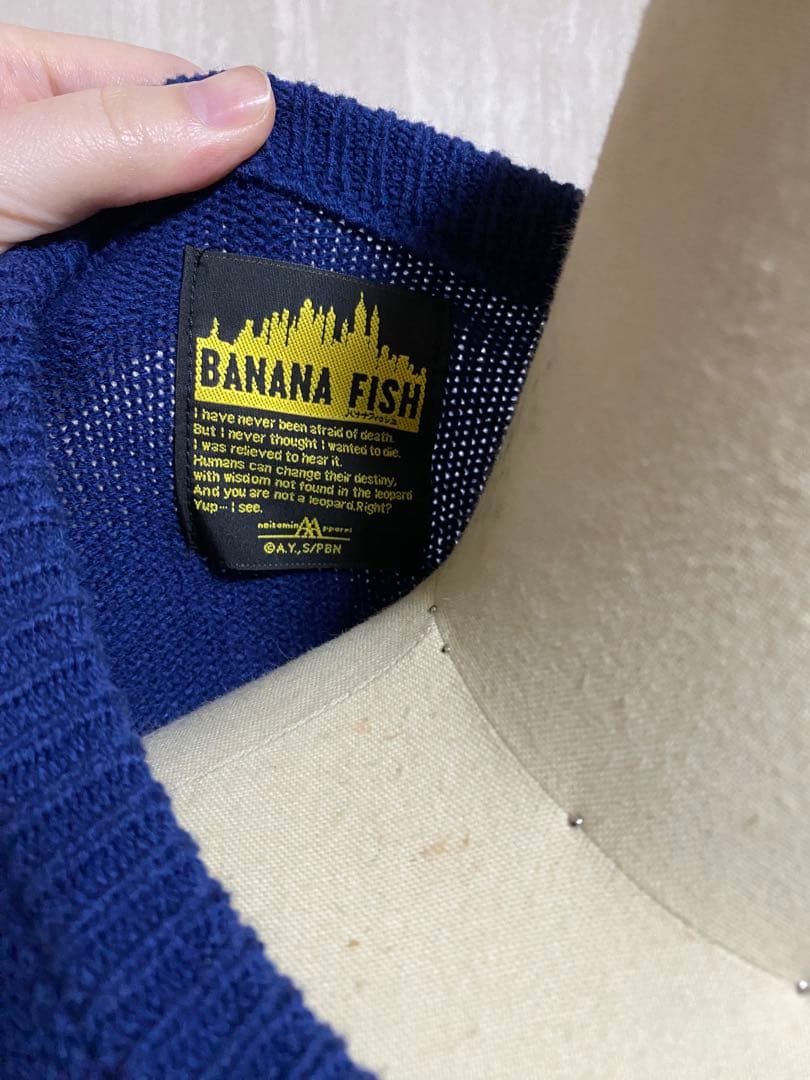 BANANA FISH
バナナフィッシュ
I have never been afraid of death.
But I never thought I wanted to die.
I was relieved to hear it.
Humans can change their destiny,
with wisdom not found in the leopard
And you are not a leopard.Right?
Yup… I see.
noitaminA Apparel
©A.Y.,S/PBN